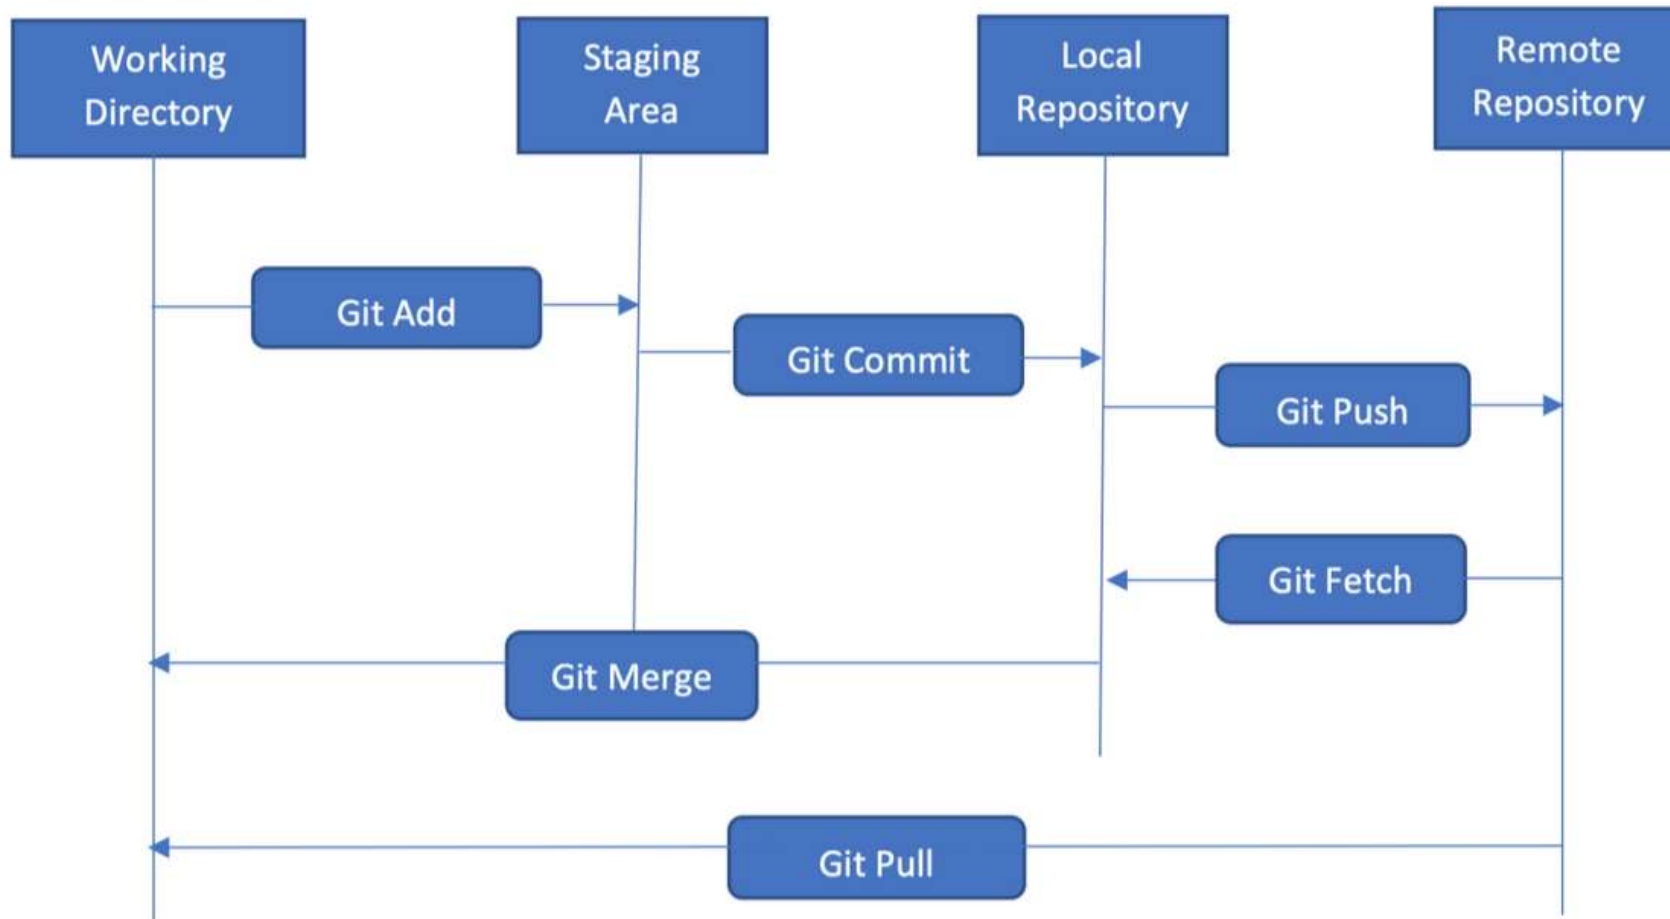 Working
Directory
Staging
Area
Local
Repository
Remote
Repository
Git Add
Git Commit
Git Push
Git Fetch
Git Merge
Git Pull